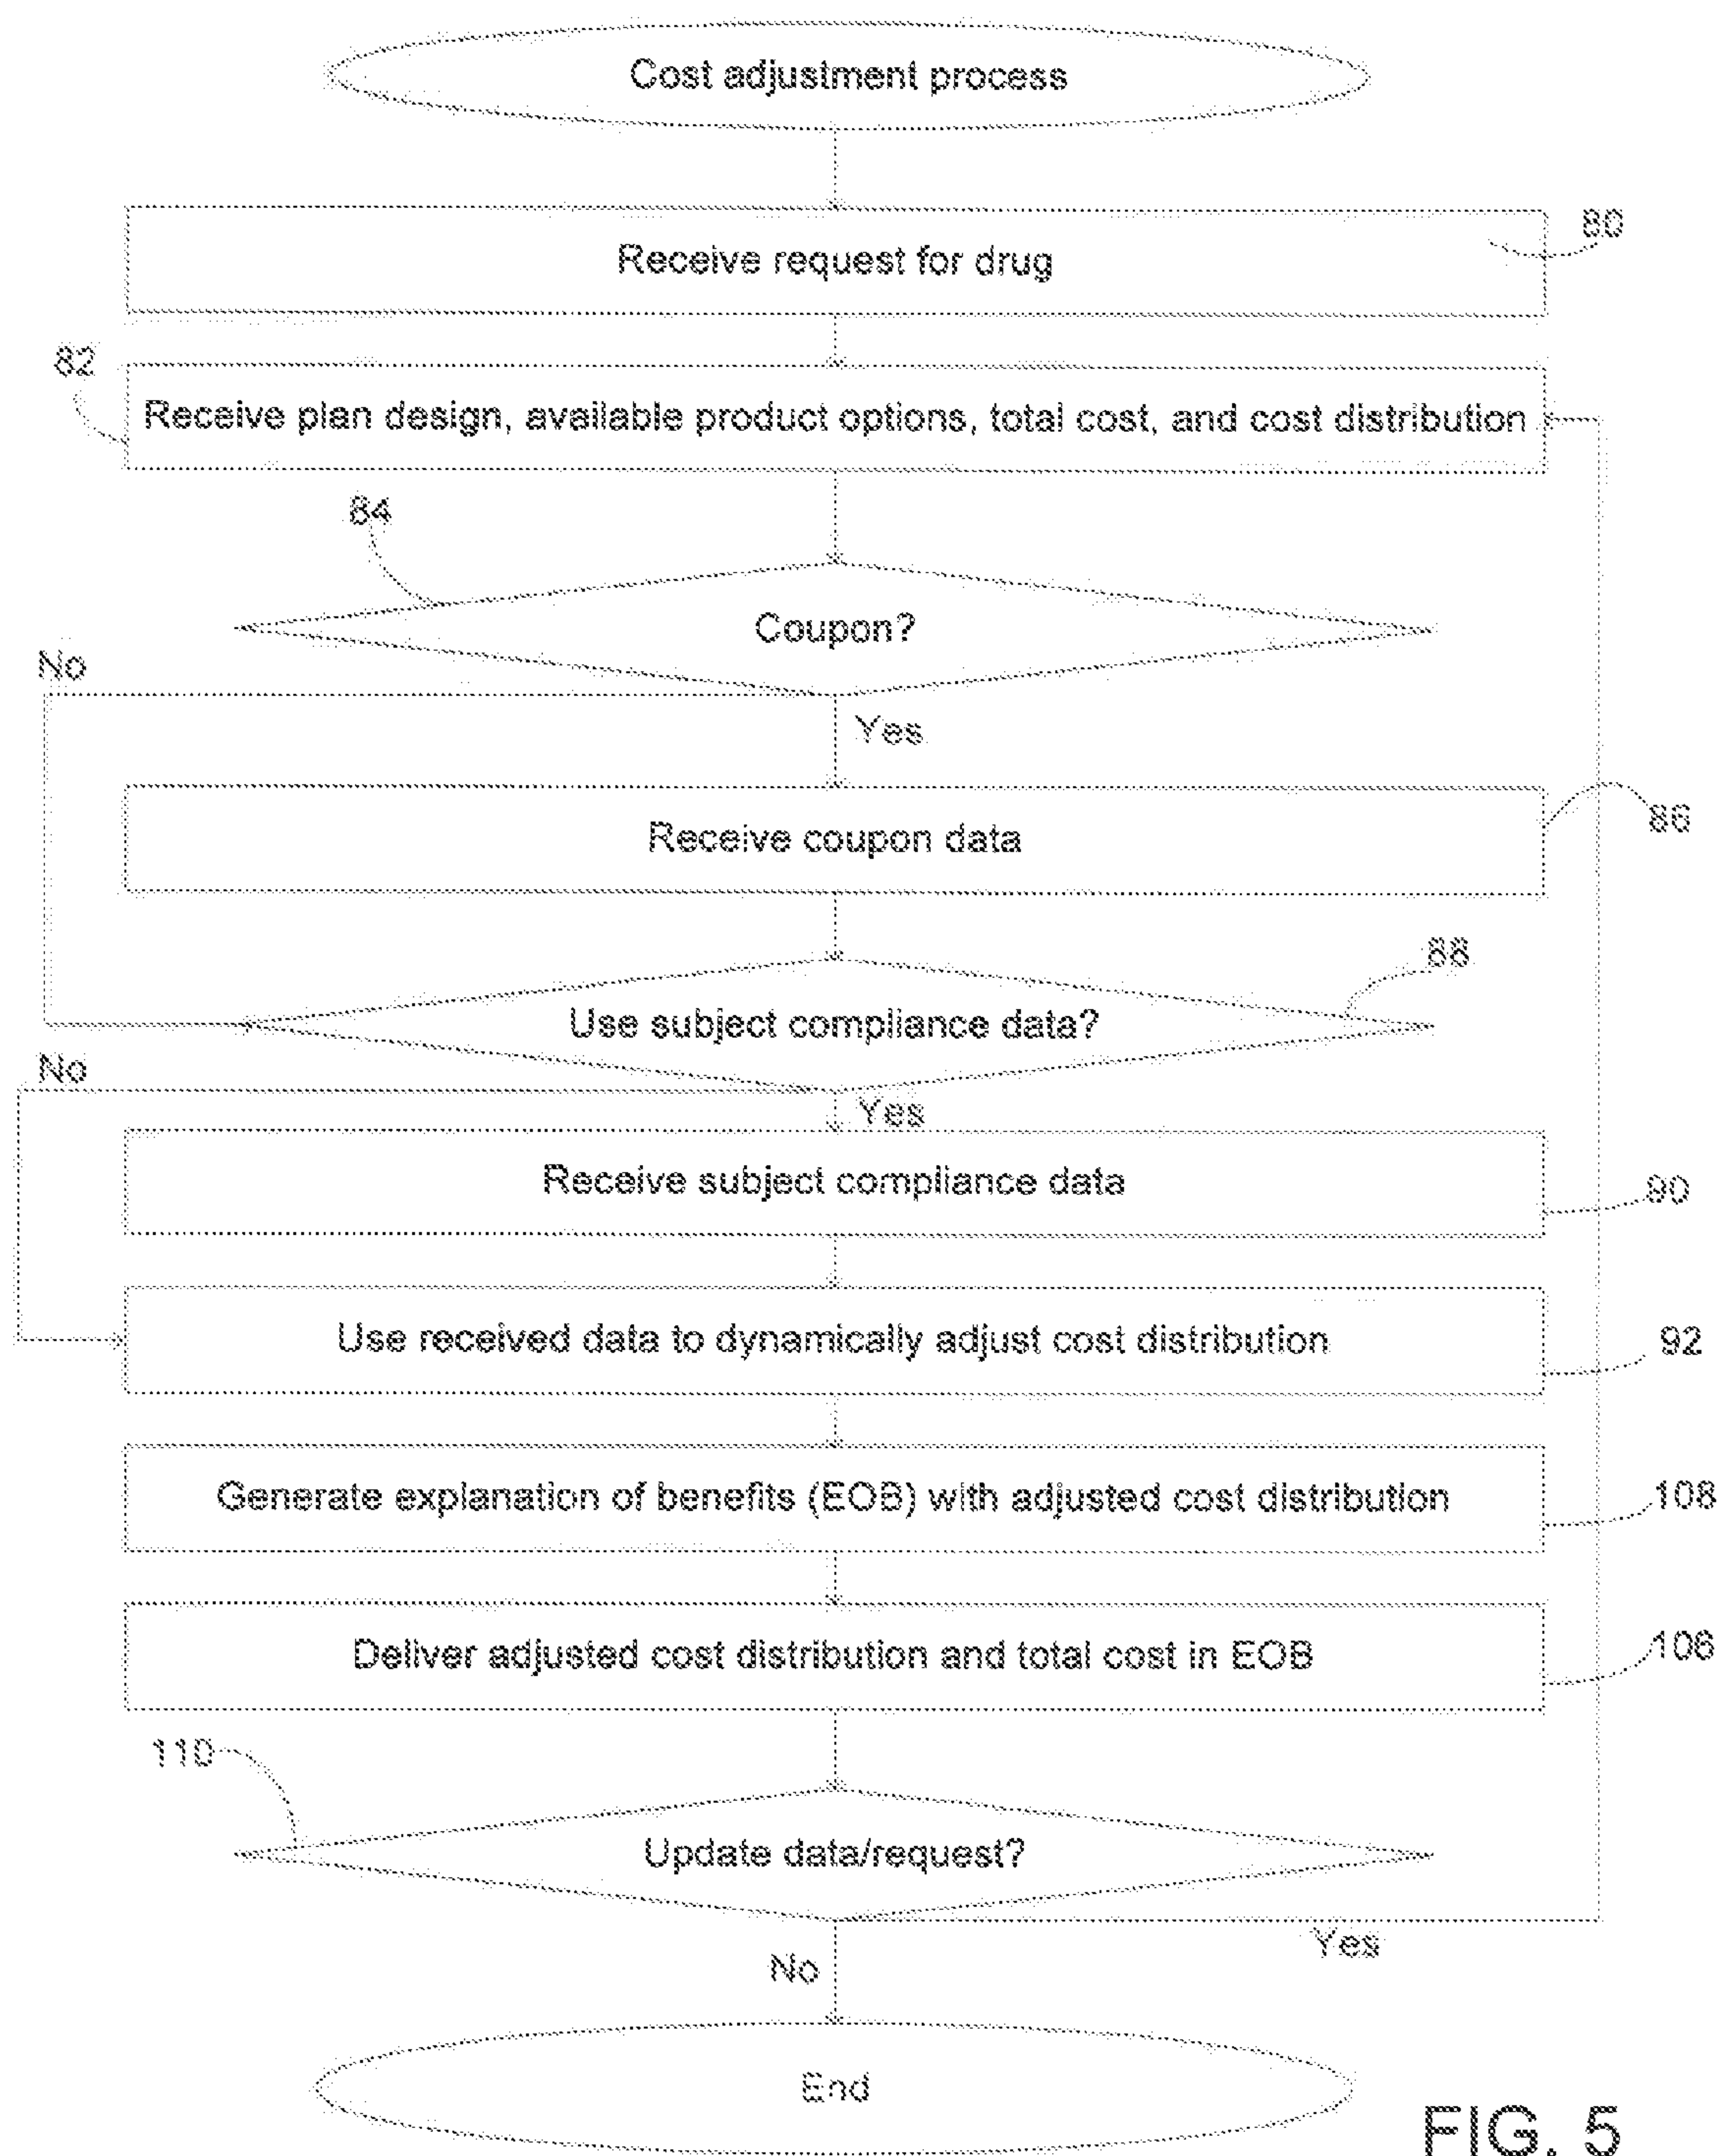 Cost adjustment process
80
Receive request for drug
82
Receive plan design, available product options, total cost, and cost distribution
84
Coupon?
No
Yes
86
Receive coupon data
88
Use subject compliance data?
No
Yes
Receive subject compliance data
90
Use received data to dynamically adjust cost distribution
92
Generate explanation of benefits (EOB) with adjusted cost distribution
108
Deliver adjusted cost distribution and total cost in EOB
106
110
Update data/request?
Yes
No
End
FIG. 5